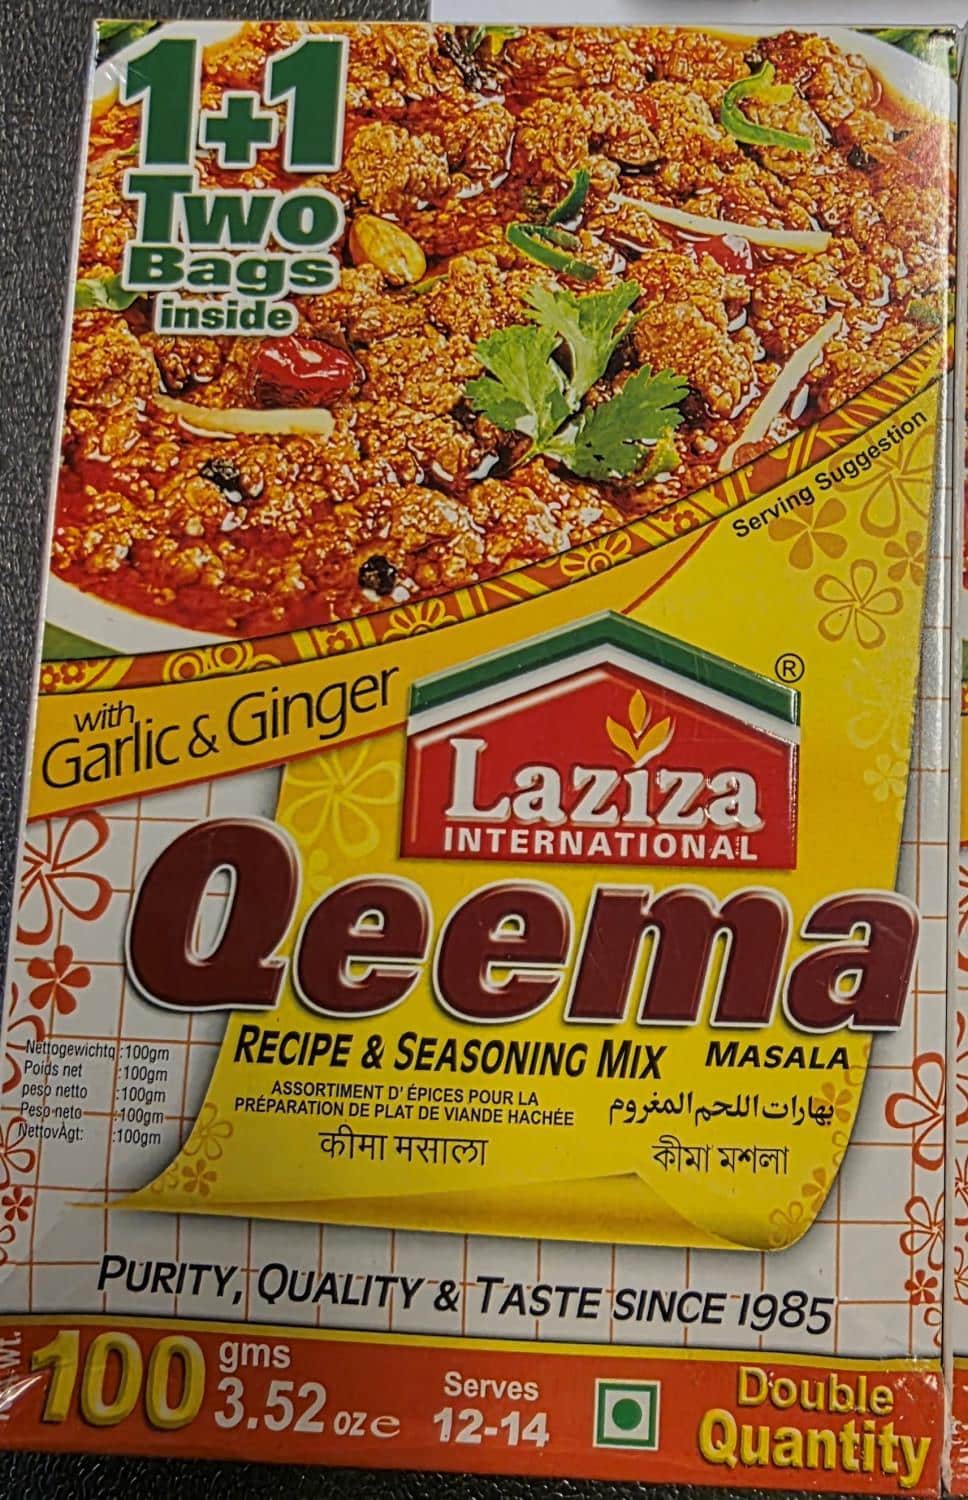 1+1
Two
Bags
inside
Serving Suggestion
with
Garlic & Ginger
®
Laziza
INTERNATIONAL
Qeema
RECIPE & SEASONING MIX MASALA
ASSORTIMENT D' ÉPICES POUR LA
PRÉPARATION DE PLAT DE VIANDE HACHÉE
بهارات اللحم المفروم
कीमा मसाला
কীমা মশলা
Nettogewichtq :100gm
Poids net :100gm
peso netto :100gm
Peso neto :100gm
NettovÄgt: :100gm
PURITY, QUALITY & TASTE SINCE 1985
100 gms
3.52 oz e
Serves
12-14
Double
Quantity